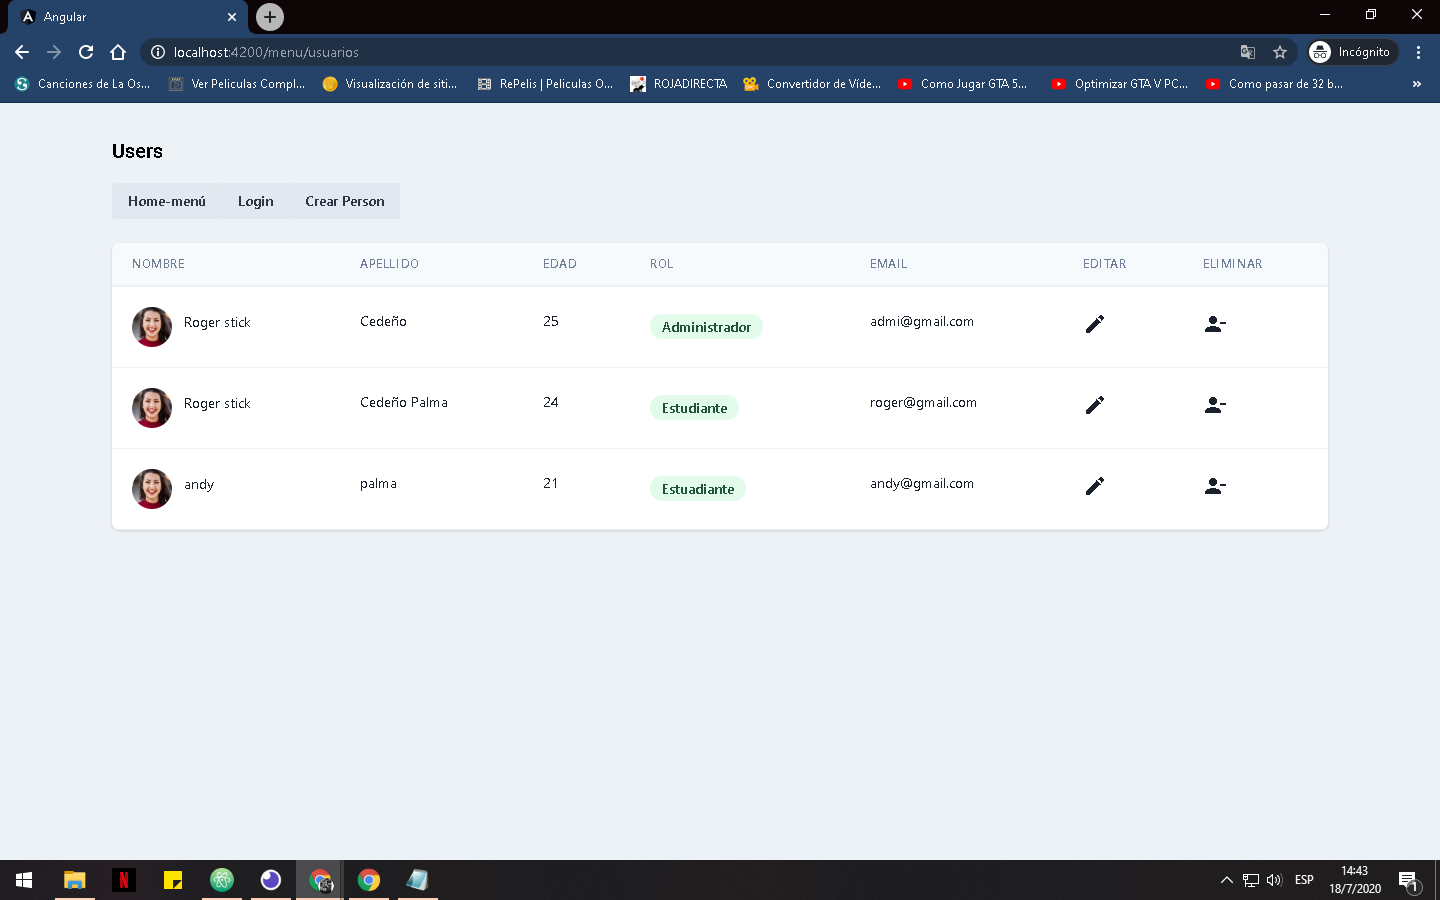 Angular
localhost:4200/menu/usuarios
Incógnito
Canciones de La Os... Ver Peliculas Compl... Visualización de siti... RePelis | Peliculas O... ROJADIRECTA Convertidor de Víde... Como Jugar GTA 5... Optimizar GTA V PC... Como pasar de 32 b... »
Users
Home-menú Login Crear Person
NOMBRE APELLIDO EDAD ROL EMAIL EDITAR ELIMINAR
Roger stick Cedeño 25 Administrador admi@gmail.com
Roger stick Cedeño Palma 24 Estudiante roger@gmail.com
andy palma 21 Estuadiante andy@gmail.com
N
ESP
14:43
18/7/2020
1